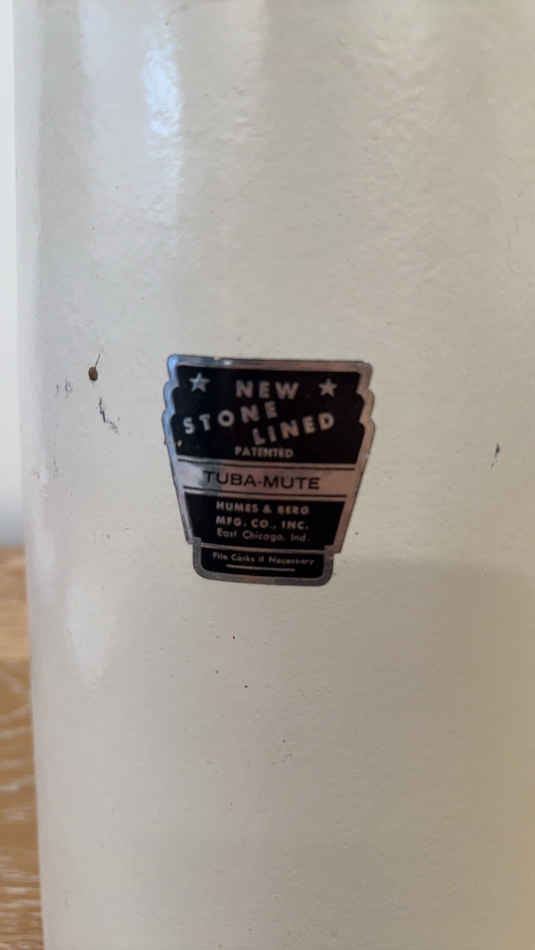 NEW
STONE
LINED
PATENTED
TUBA-MUTE
HUMES & BERG
MFG. CO., INC.
East Chicago, Ind.
File Corks if Necessary